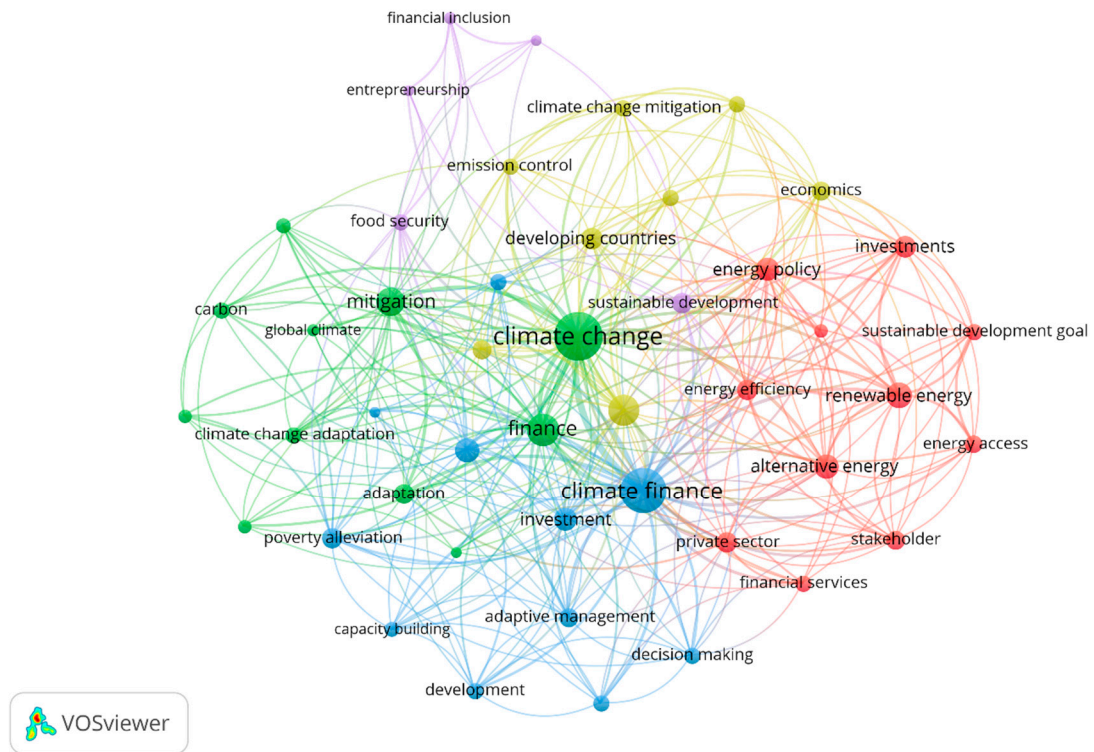 financial inclusion
entrepreneurship
climate change mitigation
emission control
economics
food security
developing countries
investments
energy policy
mitigation
sustainable development
carbon
global climate
climate change
sustainable development goal
energy efficiency
renewable energy
finance
climate change adaptation
energy access
alternative energy
adaptation
climate finance
investment
poverty alleviation
private sector
stakeholder
financial services
adaptive management
capacity building
decision making
development
VOSviewer